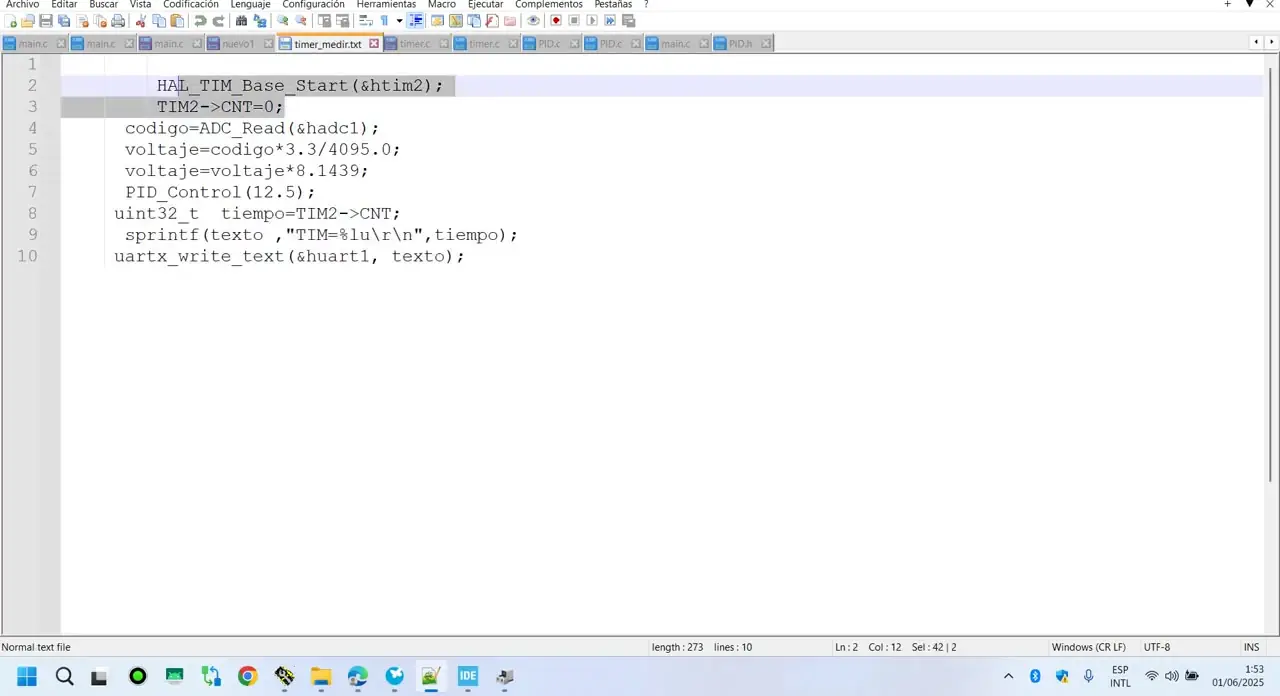 Archivo Editar Buscar Vista Codificación Lenguaje Configuración Herramientas Macro Ejecutar Complementos Pestañas ?
main.c main.c main.c nuevo1 timer_medir.txt timer.c timer.c PID.c PID.c main.c PID.h
1
2 HAL_TIM_Base_Start(&htim2);
3 TIM2->CNT=0;
4 codigo=ADC_Read(&hadc1);
5 voltaje=codigo*3.3/4095.0;
6 voltaje=voltaje*8.1439;
7 PID_Control(12.5);
8 uint32_t  tiempo=TIM2->CNT;
9 sprintf(texto ,"TIM=%lu\r\n",tiempo);
10 uartx_write_text(&huart1, texto);
Normal text file length : 273 lines : 10 Ln : 2 Col : 12 Sel : 42 | 2 Windows (CR LF) UTF-8 INS
IDE ESP 1:53
INTL 01/06/2025